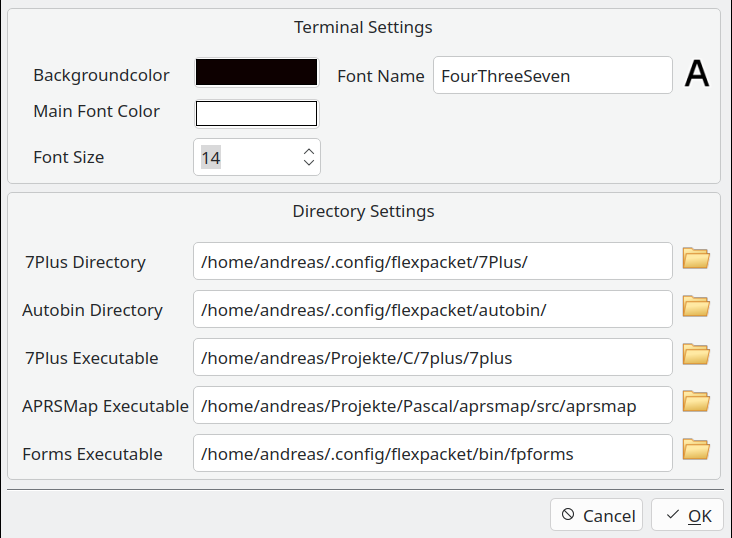 Terminal Settings
Backgroundcolor
Font Name FourThreeSeven A
Main Font Color
Font Size 14
Directory Settings
7Plus Directory /home/andreas/.config/flexpacket/7Plus/
Autobin Directory /home/andreas/.config/flexpacket/autobin/
7Plus Executable /home/andreas/Projekte/C/7plus/7plus
APRSMap Executable /home/andreas/Projekte/Pascal/aprsmap/src/aprsmap
Forms Executable /home/andreas/.config/flexpacket/bin/fpforms
Cancel OK